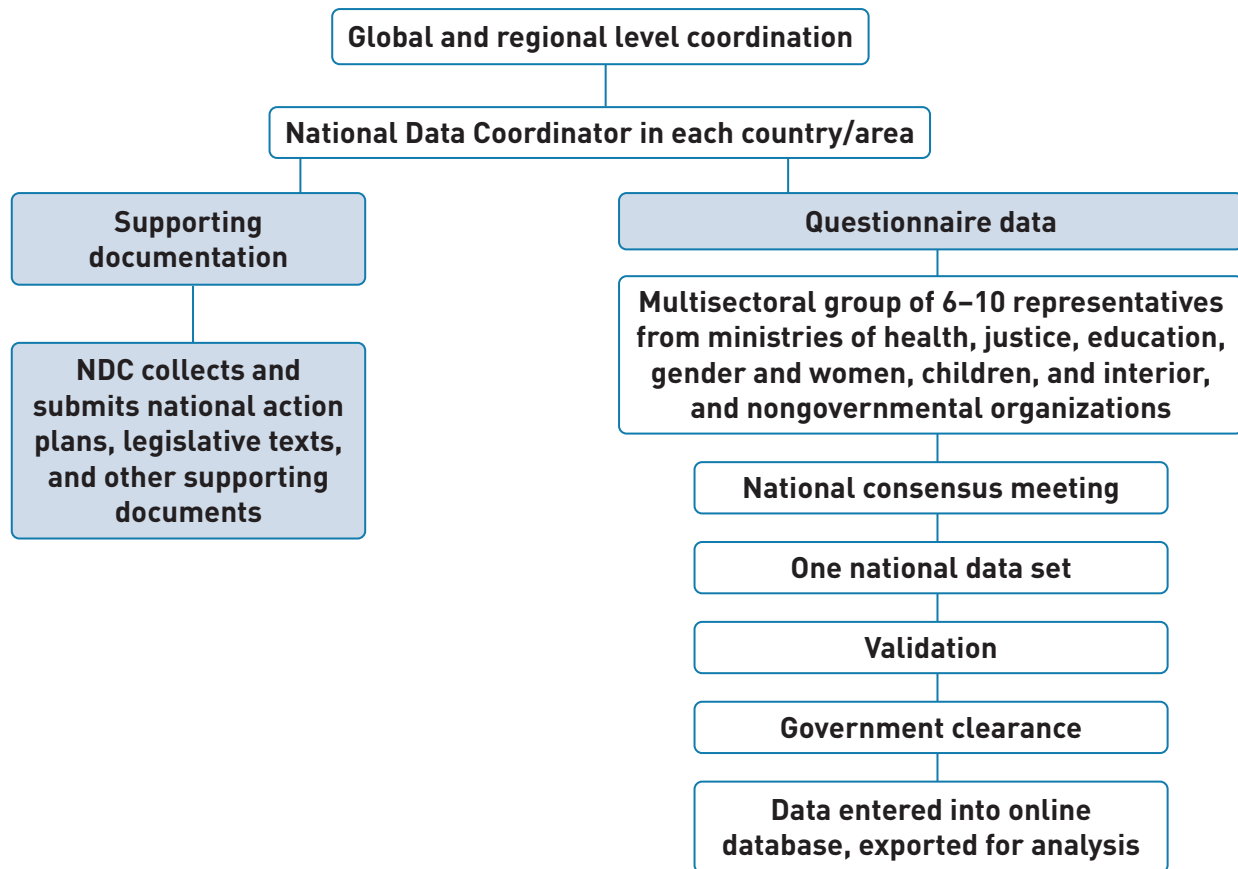 Global and regional level coordination
National Data Coordinator in each country/area
Supporting
documentation
NDC collects and
submits national action
plans, legislative texts,
and other supporting
documents
Questionnaire data
Multisectoral group of 6–10 representatives
from ministries of health, justice, education,
gender and women, children, and interior,
and nongovernmental organizations
National consensus meeting
One national data set
Validation
Government clearance
Data entered into online
database, exported for analysis